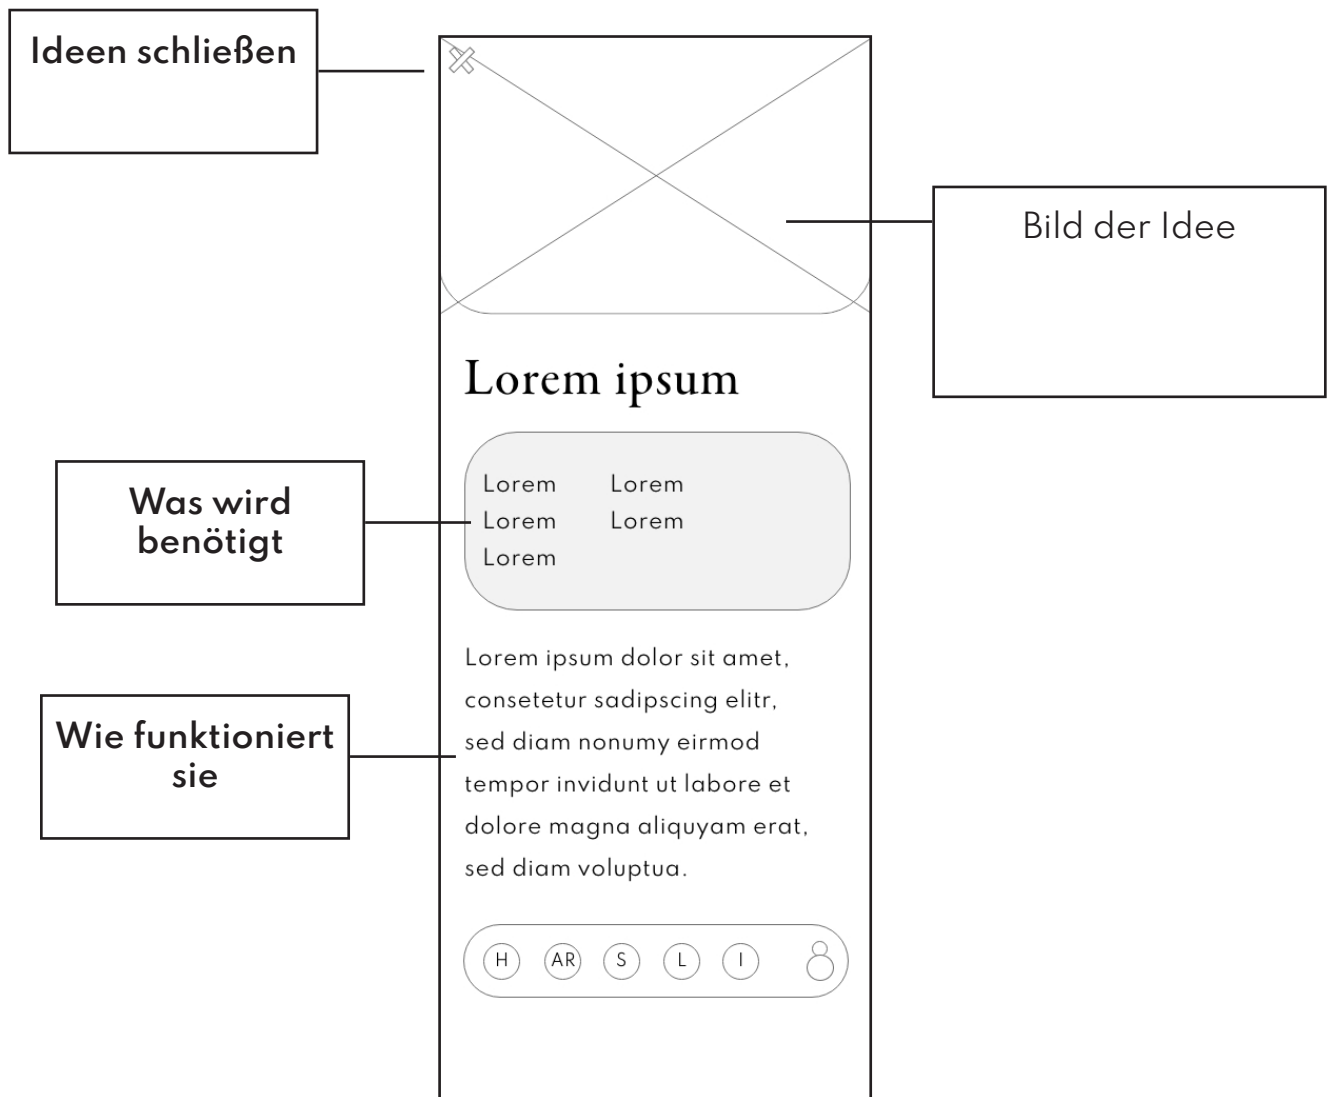 Ideen schließen
Bild der Idee
Lorem ipsum
Was wird
benötigt
Lorem Lorem
Lorem Lorem
Lorem
Wie funktioniert
sie
Lorem ipsum dolor sit amet,
consetetur sadipscing elitr,
sed diam nonumy eirmod
tempor invidunt ut labore et
dolore magna aliquyam erat,
sed diam voluptua.
H AR S L I